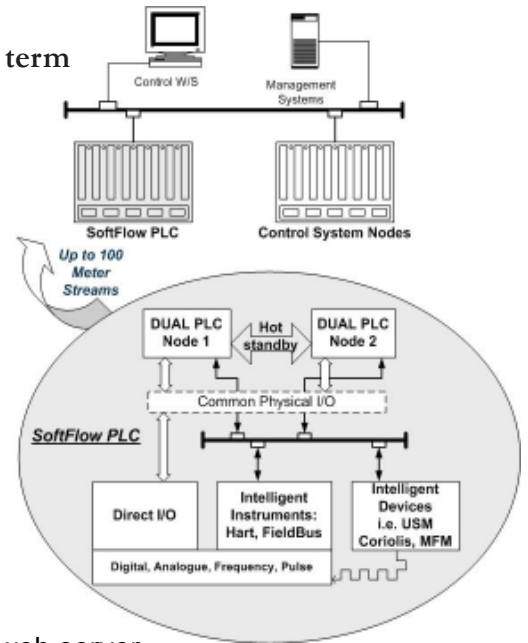 term
Control W/S
Management
Systems
SoftFlow PLC
Control System Nodes
Up to 100
Meter
Streams
DUAL PLC
Node 1
Hot
standby
DUAL PLC
Node 2
Common Physical I/O
SoftFlow PLC
Direct I/O
Intelligent
Instruments:
Hart, FieldBus
Intelligent
Devices
i.e. USM
Coriolis, MFM
Digital, Analogue, Frequency, Pulse